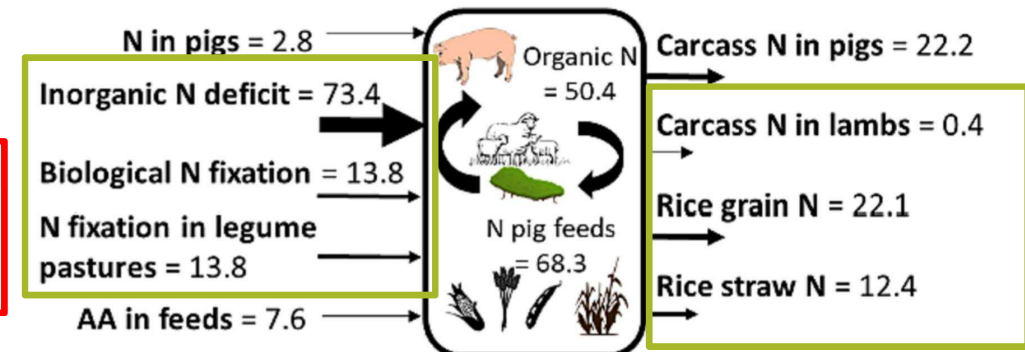 N in pigs = 2.8
Inorganic N deficit = 73.4
Biological N fixation = 13.8
N fixation in legume
pastures = 13.8
AA in feeds = 7.6
Organic N
= 50.4
N pig feeds
= 68.3
Carcass N in pigs = 22.2
Carcass N in lambs = 0.4
Rice grain N = 22.1
Rice straw N = 12.4